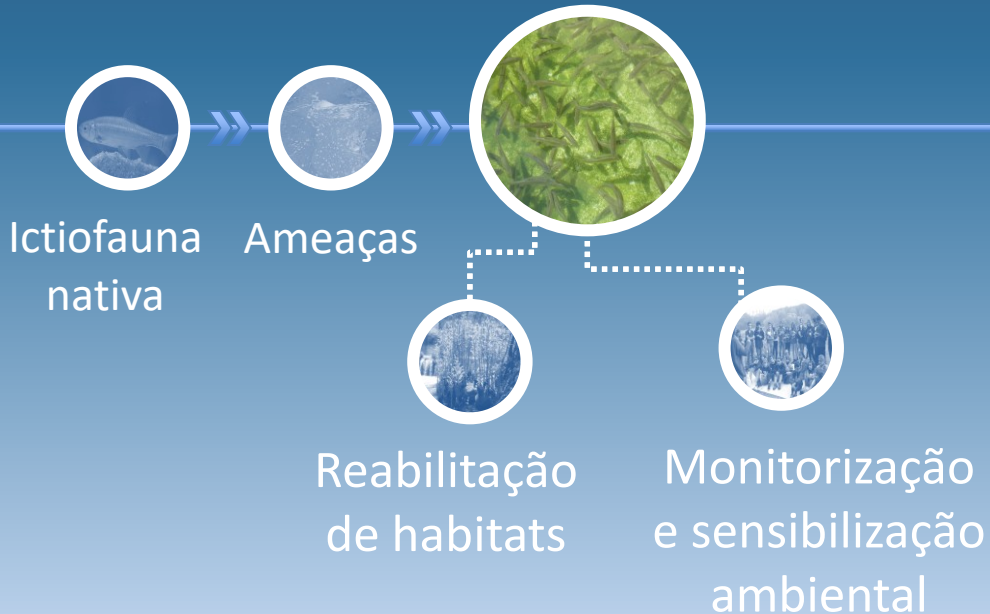 Ictiofauna
nativa
Ameaças
Reabilitação
de habitats
Monitorização
e sensibilização
ambiental